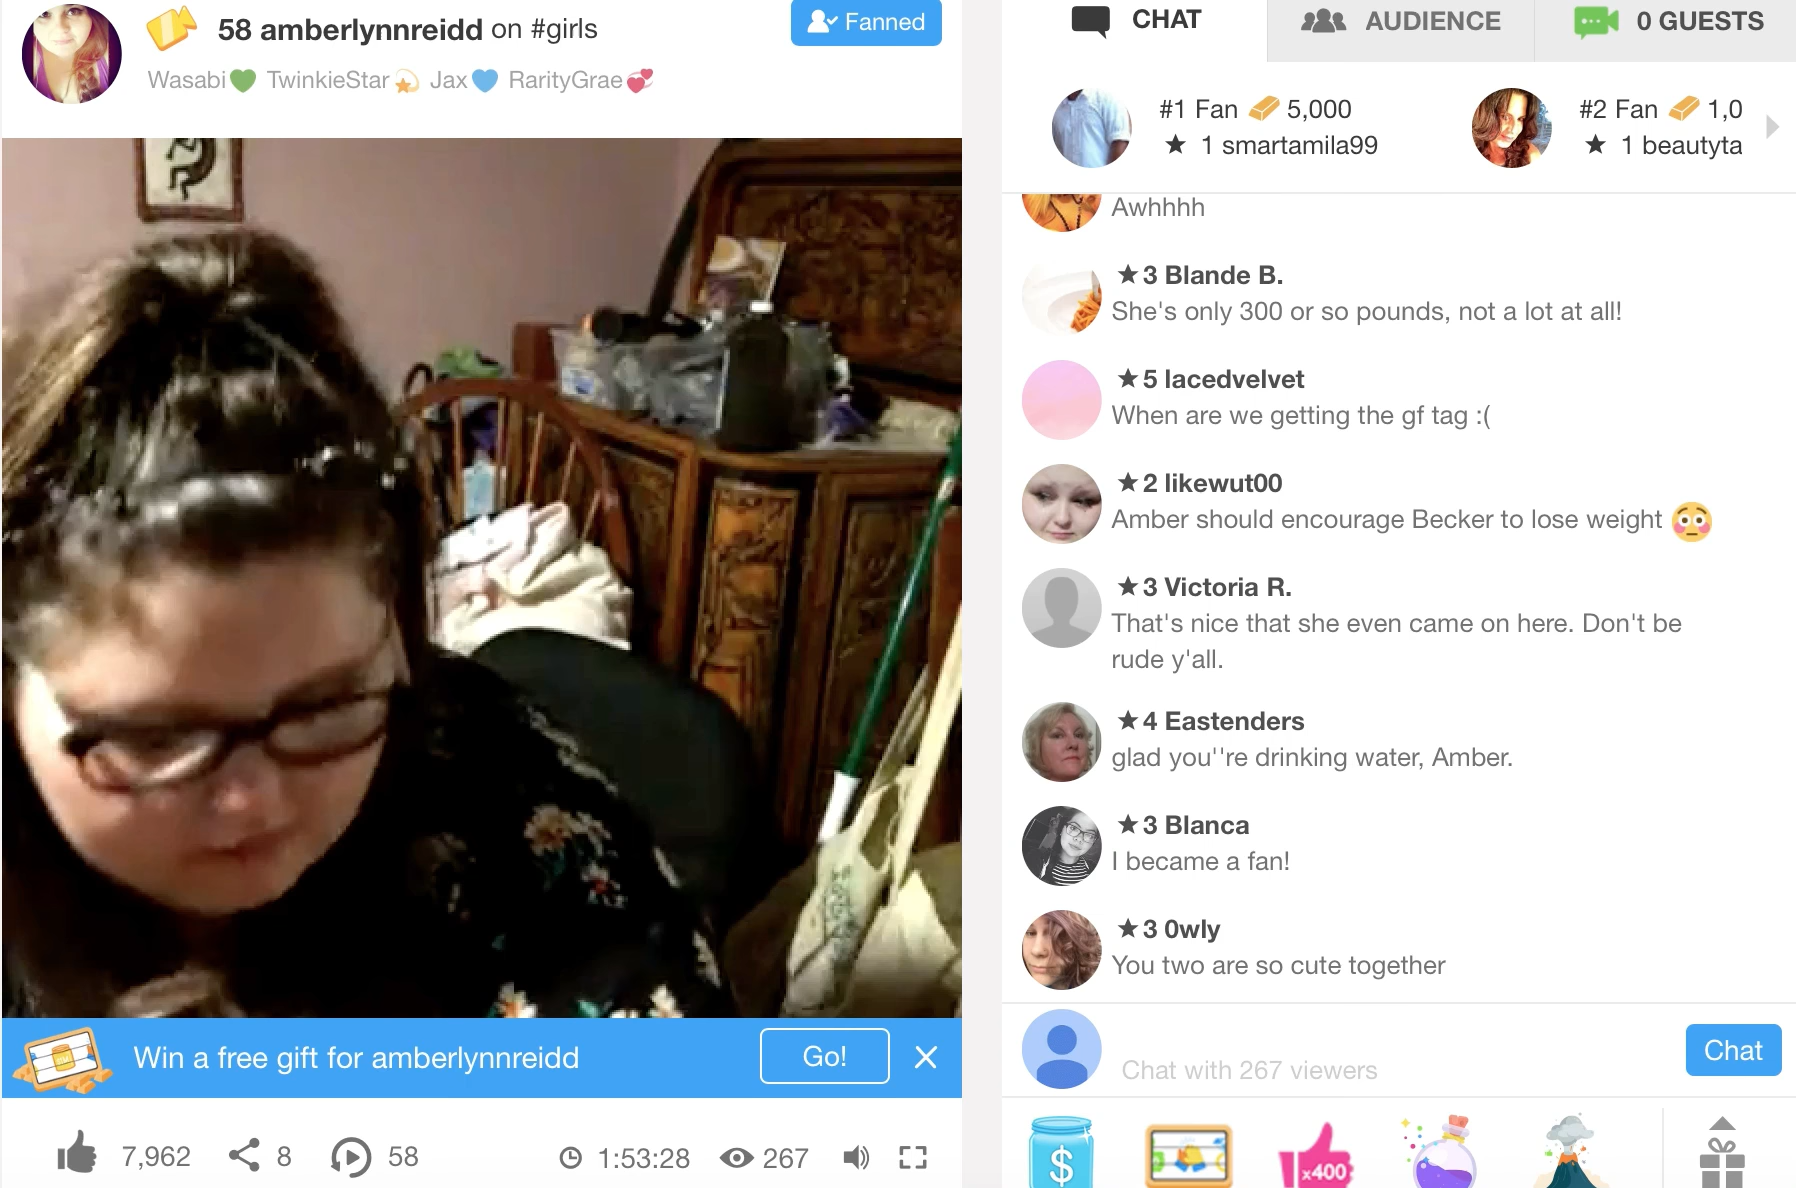 58 amberlynnreidd on #girls
Fanned
Wasabi TwinkieStar Jax RarityGrae
Win a free gift for amberlynnreidd
Go!
7,962
8
58
1:53:28
267
CHAT
AUDIENCE
0 GUESTS
#1 Fan 5,000
1 smartamila99
#2 Fan 1,0
1 beautyta
Awhhhh
3 Blande B.
She's only 300 or so pounds, not a lot at all!
5 lacedvelvet
When are we getting the gf tag :(
2 likewut00
Amber should encourage Becker to lose weight
3 Victoria R.
That's nice that she even came on here. Don't be
rude y'all.
4 Eastenders
glad you''re drinking water, Amber.
3 Blanca
I became a fan!
3 0wly
You two are so cute together
Chat with 267 viewers
Chat
$
x400